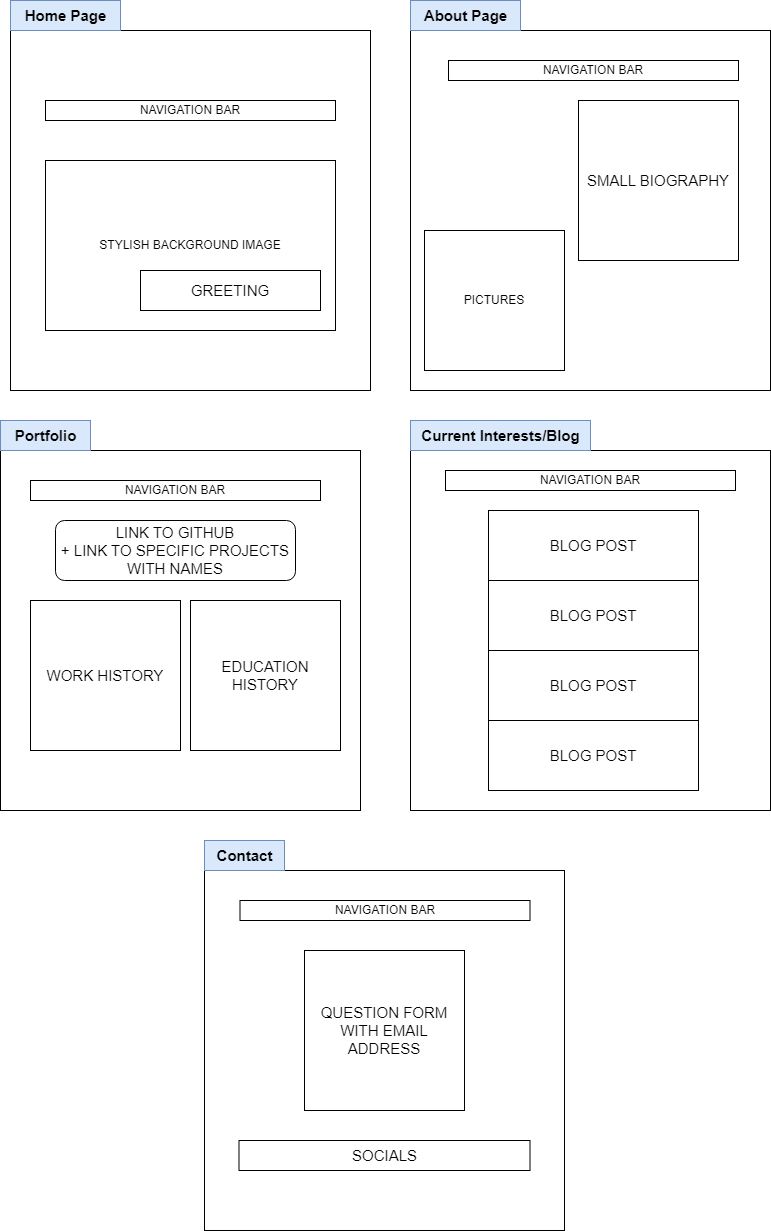 Home Page
NAVIGATION BAR
STYLISH BACKGROUND IMAGE
GREETING
About Page
NAVIGATION BAR
SMALL BIOGRAPHY
PICTURES
Portfolio
NAVIGATION BAR
LINK TO GITHUB
+ LINK TO SPECIFIC PROJECTS
WITH NAMES
WORK HISTORY
EDUCATION
HISTORY
Current Interests/Blog
NAVIGATION BAR
BLOG POST
BLOG POST
BLOG POST
BLOG POST
Contact
NAVIGATION BAR
QUESTION FORM
WITH EMAIL
ADDRESS
SOCIALS